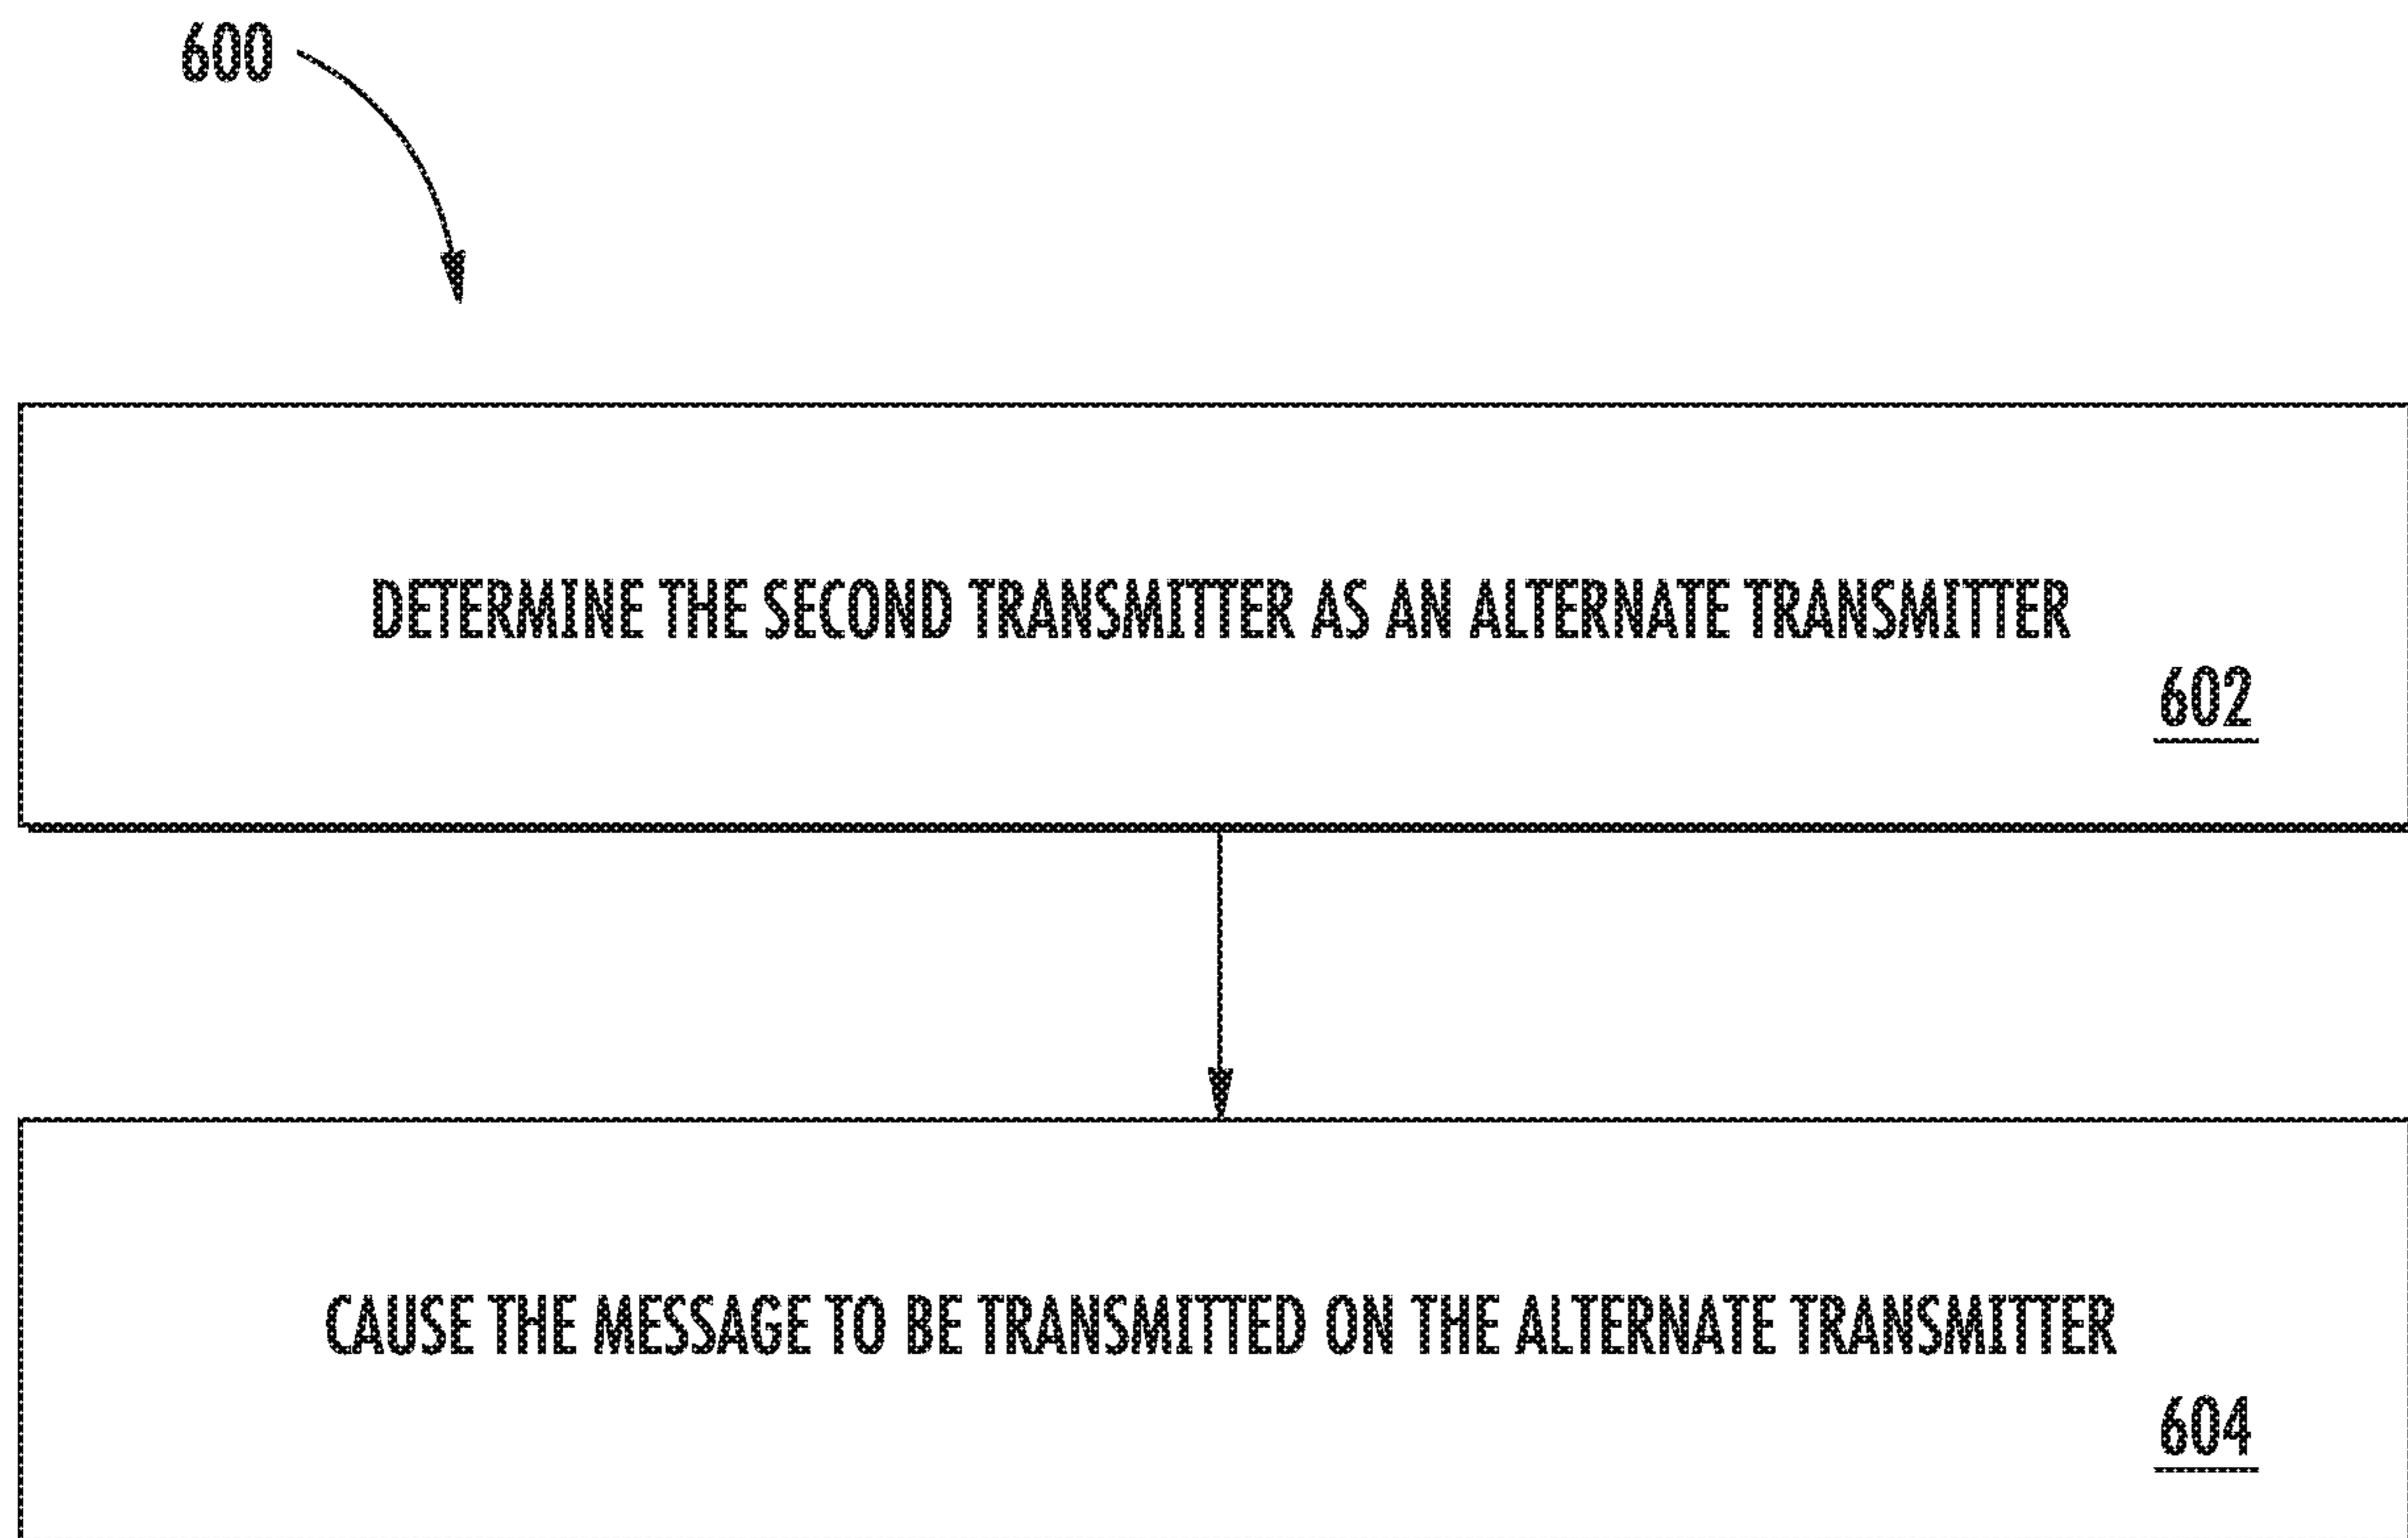 600
DETERMINE THE SECOND TRANSMITTER AS AN ALTERNATE TRANSMITTER
602
CAUSE THE MESSAGE TO BE TRANSMITTED ON THE ALTERNATE TRANSMITTER
604